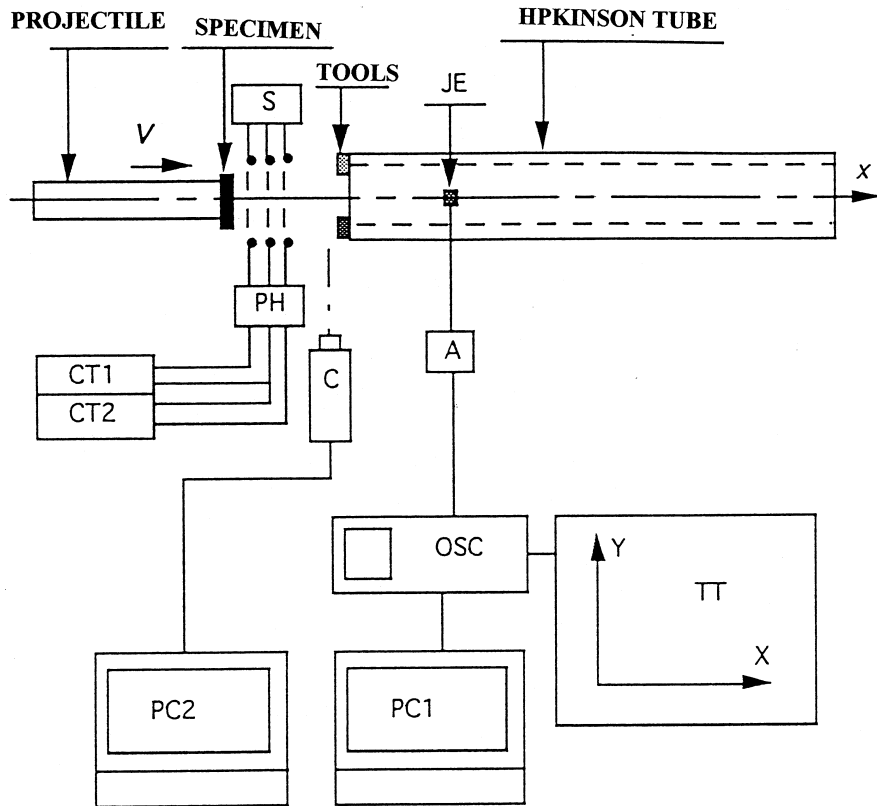 PROJECTILE
SPECIMEN
HPKINSON TUBE
TOOLS
JE
S
V
x
PH
A
C
CT1
CT2
OSC
Y
TT
X
PC2
PC1